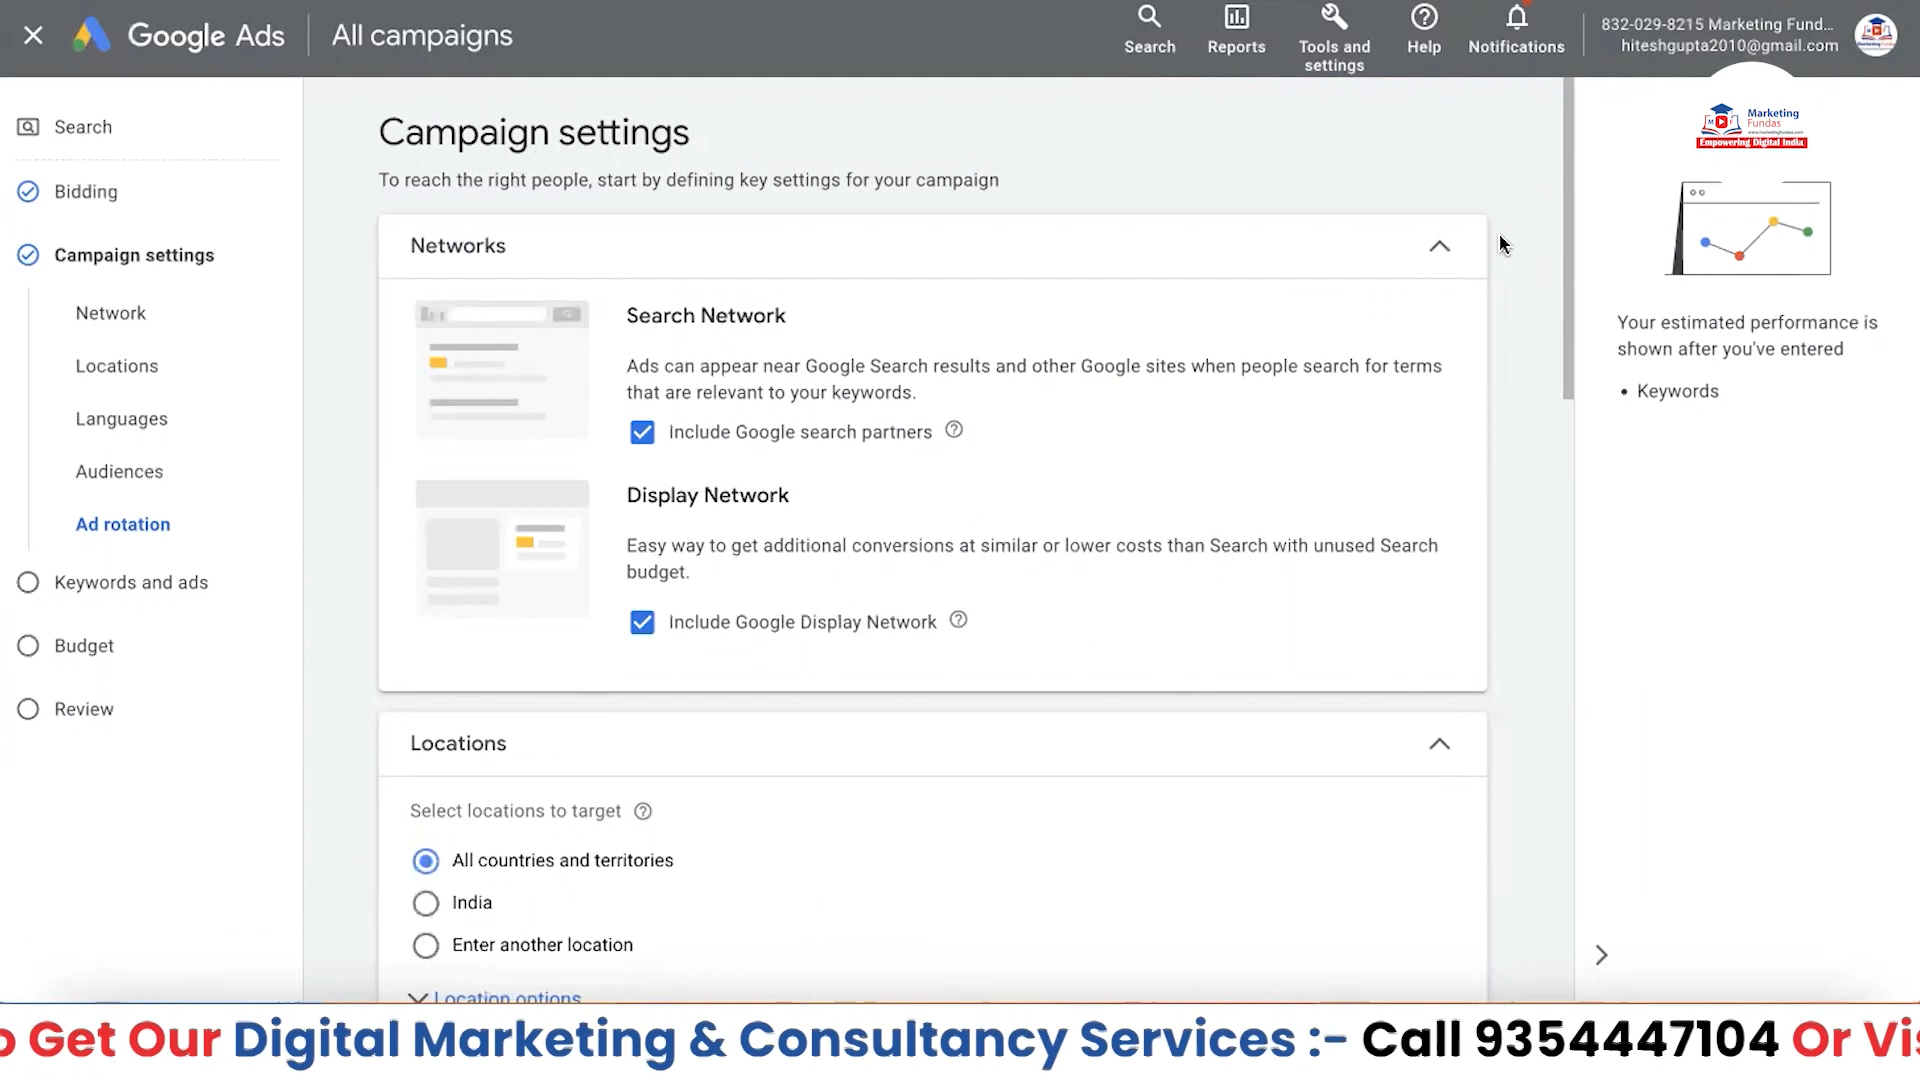 Google Ads
All campaigns
Search
Reports
Tools and
settings
Help
Notifications
832-029-8215 Marketing Fund...
hiteshgupta2010@gmail.com
Search
Bidding
Campaign settings
Network
Locations
Languages
Audiences
Ad rotation
Keywords and ads
Budget
Review
Campaign settings
To reach the right people, start by defining key settings for your campaign
Networks
Search Network
Ads can appear near Google Search results and other Google sites when people search for terms
that are relevant to your keywords.
Include Google search partners
Display Network
Easy way to get additional conversions at similar or lower costs than Search with unused Search
budget.
Include Google Display Network
Locations
Select locations to target
All countries and territories
India
Enter another location
Location options
Marketing
Fundas
www.marketingfundas.com
Empowering Digital India
Your estimated performance is
shown after you've entered
• Keywords
o Get Our Digital Marketing & Consultancy Services :- Call 9354447104 Or Vis